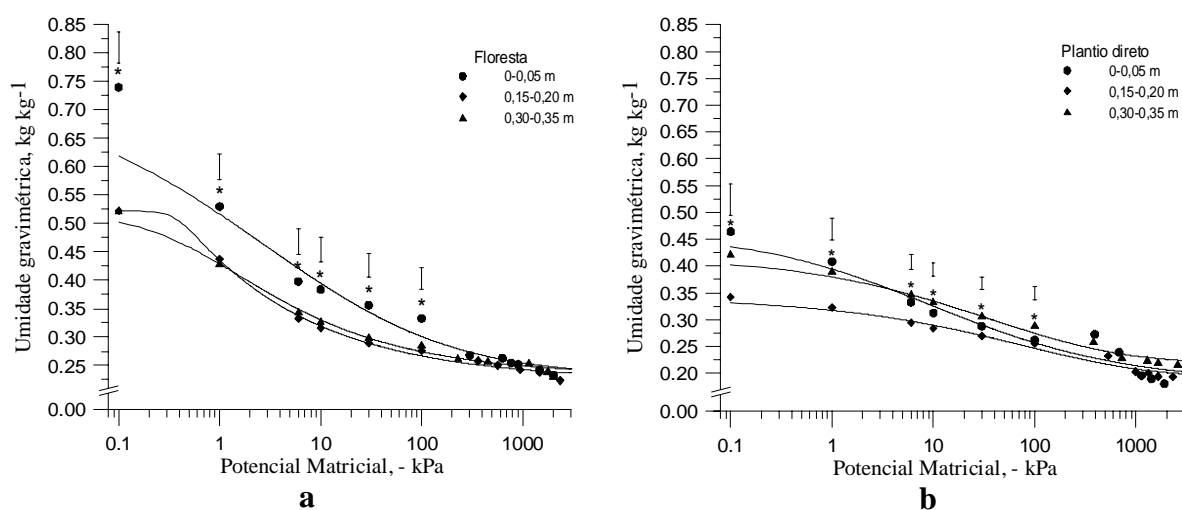 0.85
0.80
0.75
0.70
0.65
0.60
0.55
0.50
0.45
0.40
0.35
0.30
0.25
0.00
Umidade gravimétrica, kg kg-1
Floresta
0-0,05 m
0,15-0,20 m
0,30-0,35 m
* * * * * *
0.1 1 10 100 1000
Potencial Matricial, - kPa
a
0.85
0.80
0.75
0.70
0.65
0.60
0.55
0.50
0.45
0.40
0.35
0.30
0.25
0.20
0.00
Umidade gravimétrica, kg kg-1
Plantio direto
0-0,05 m
0,15-0,20 m
0,30-0,35 m
* * * * * *
0.1 1 10 100 1000
Potencial Matricial, - kPa
b